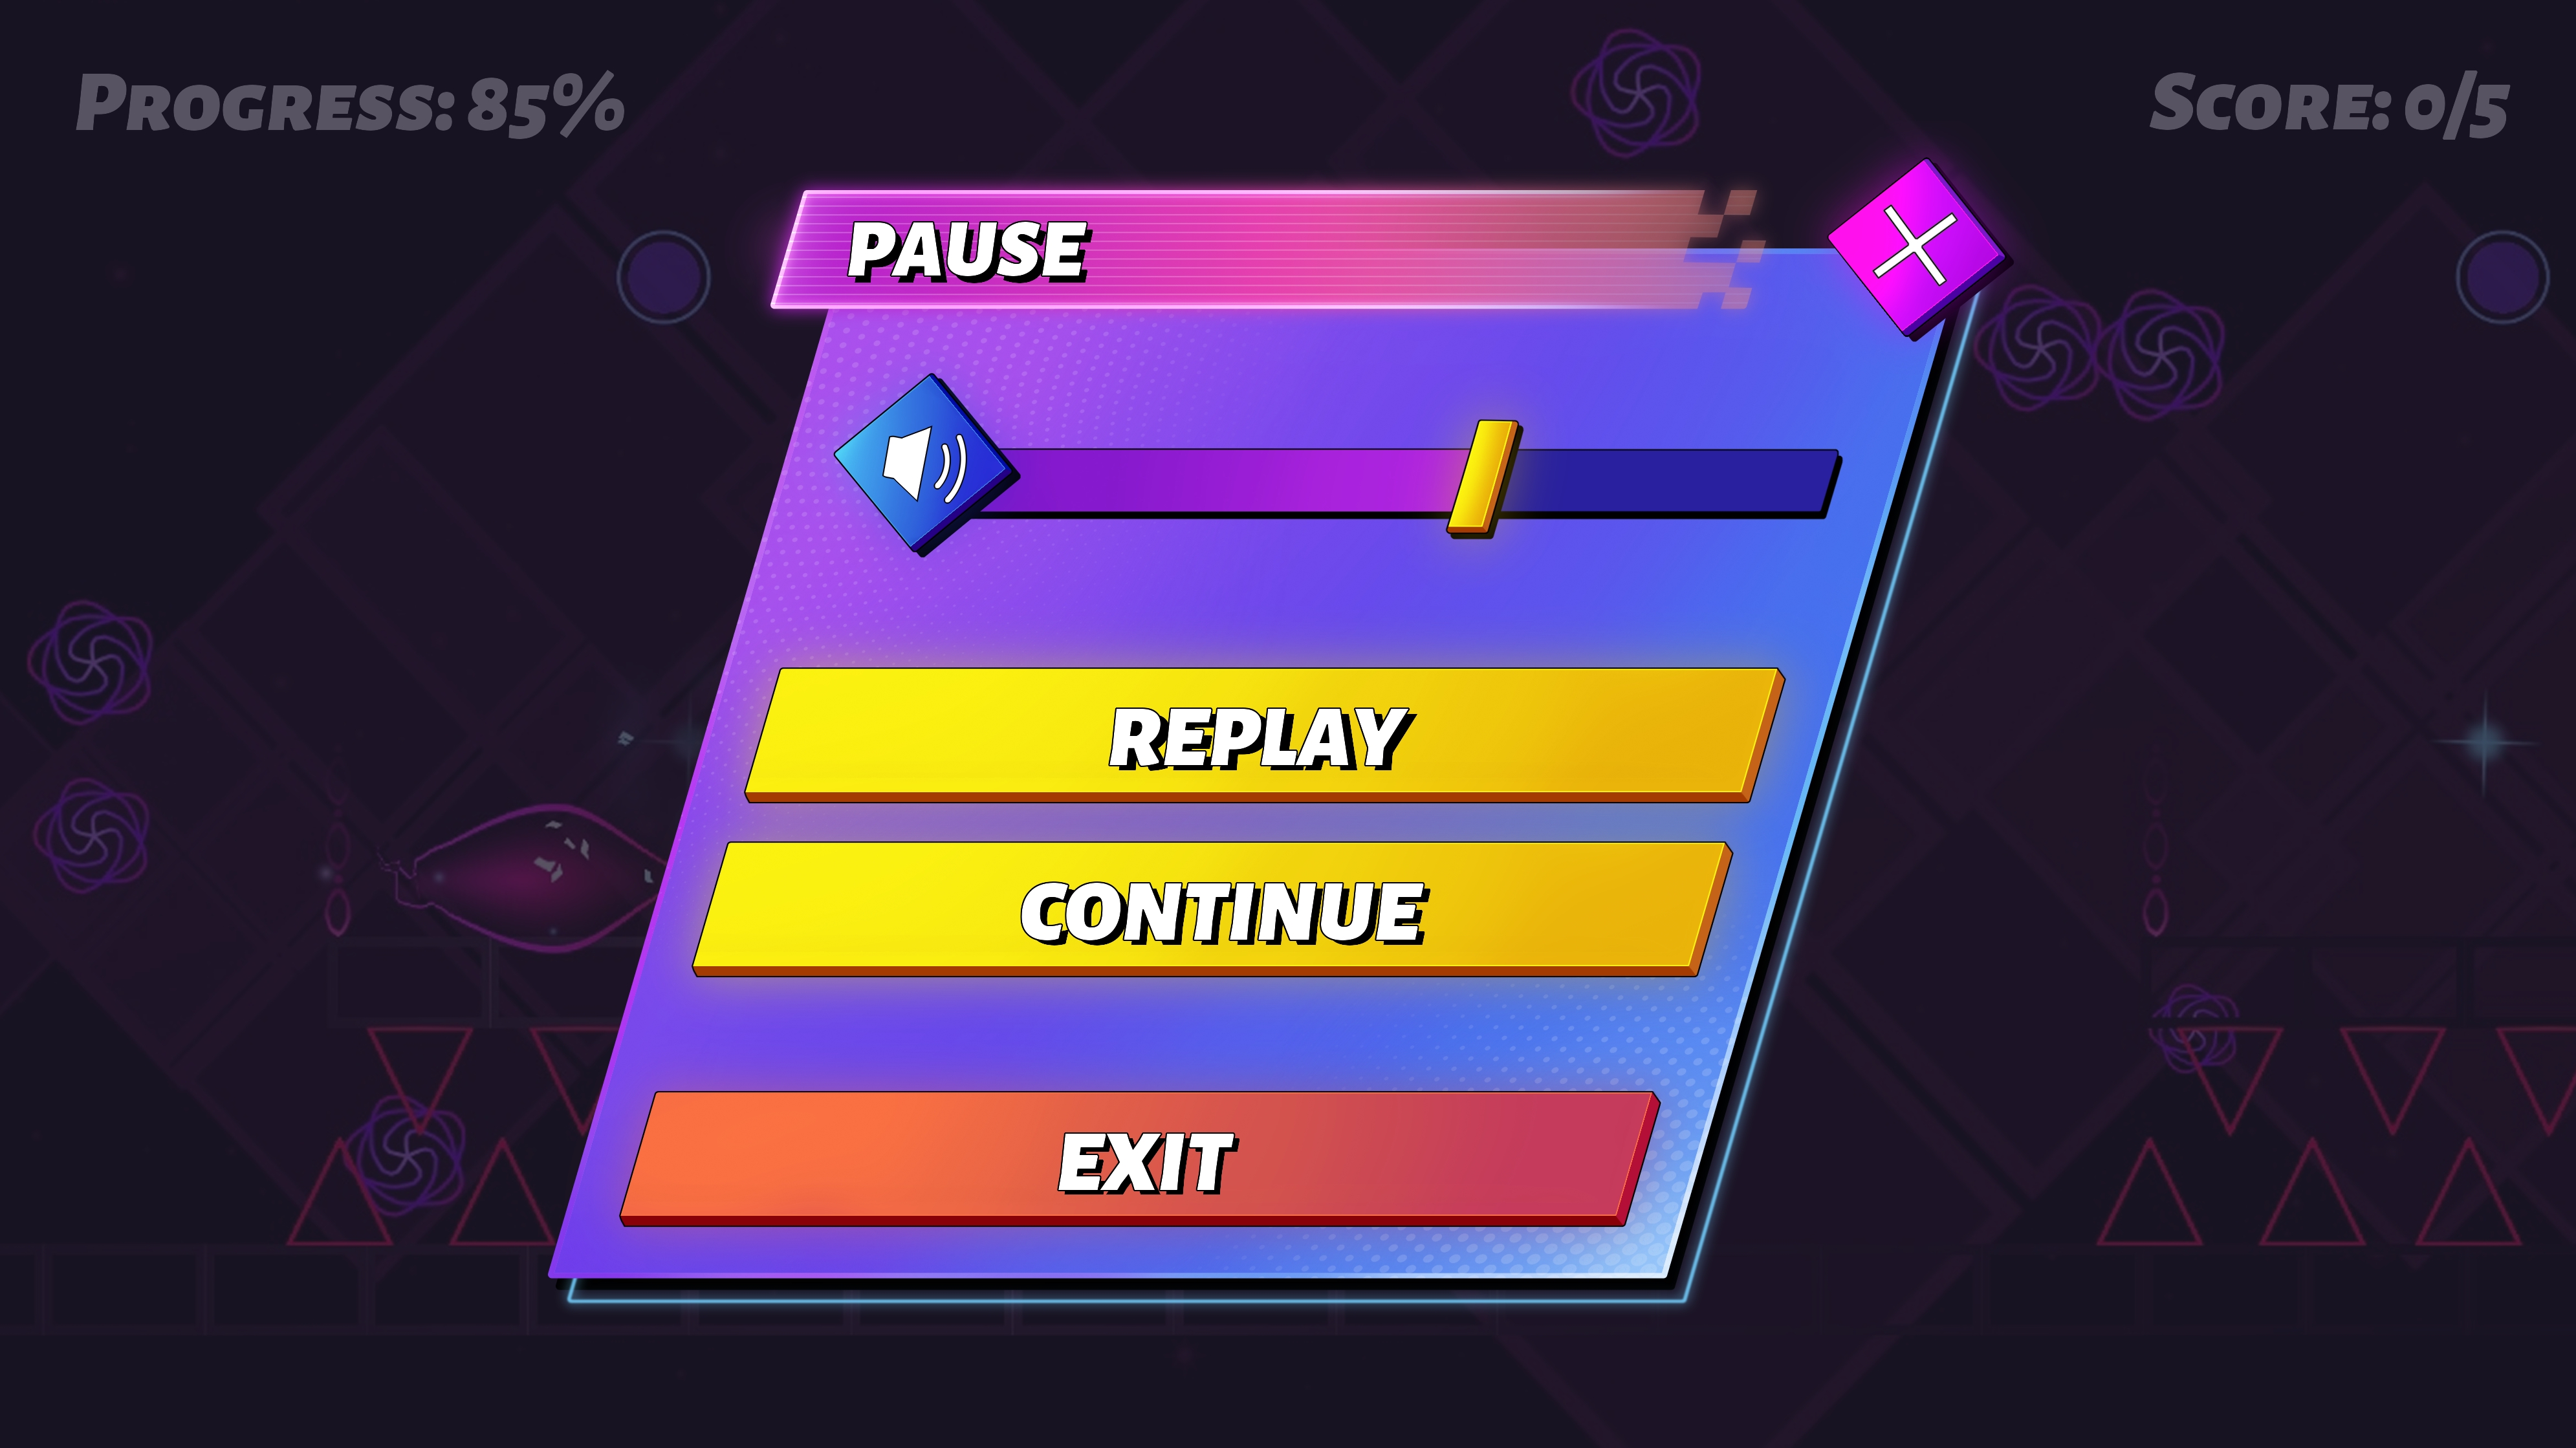 Progress: 85%
Score: 0/5
PAUSE
REPLAY
CONTINUE
EXIT